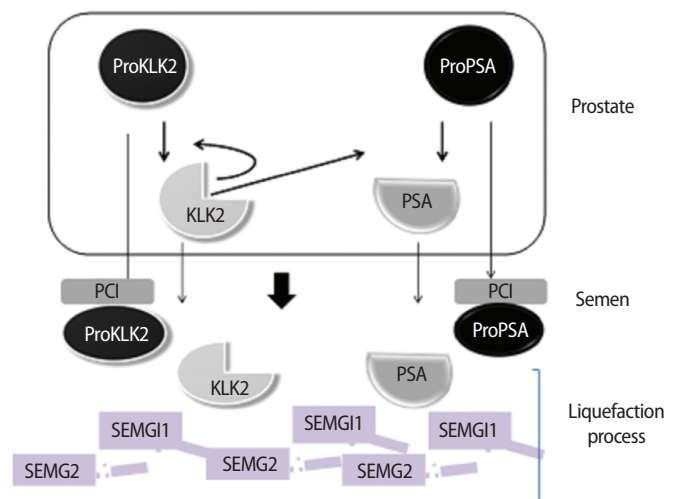 ProKLK2
ProPSA
Prostate
KLK2
PSA
PCI
PCI
Semen
ProKLK2
ProPSA
KLK2
PSA
Liquefaction
process
SEMGI1
SEMGI1
SEMGI1
SEMG2
SEMG2
SEMG2